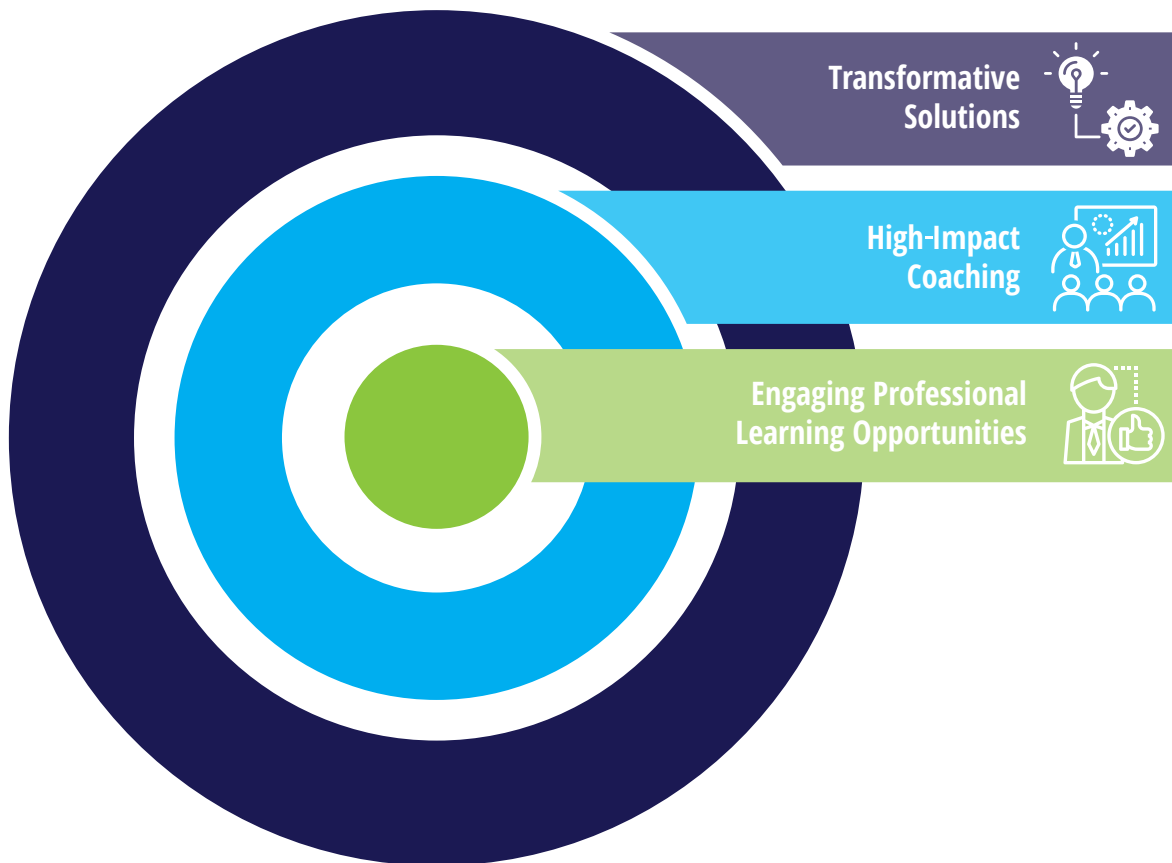 Transformative
Solutions
High-Impact
Coaching
Engaging Professional
Learning Opportunities